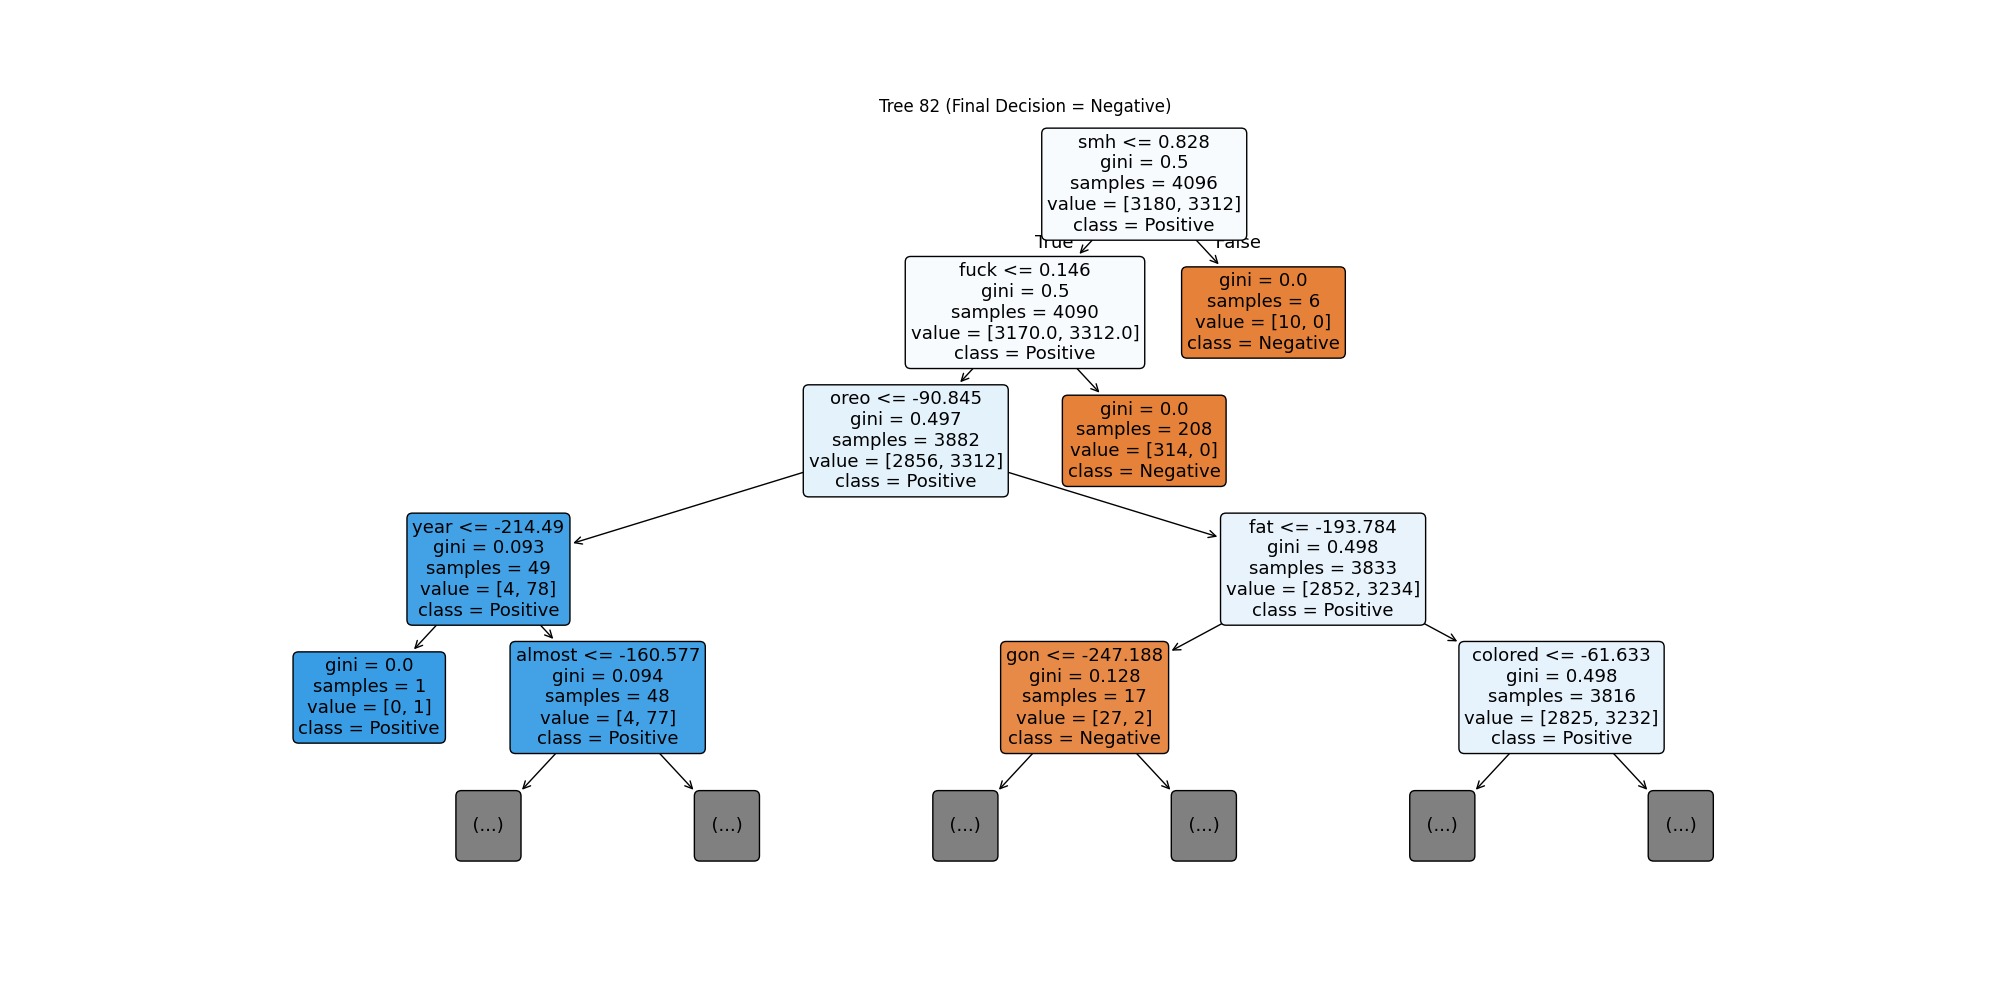 Tree 82 (Final Decision = Negative)
smh <= 0.828
gini = 0.5
samples = 4096
value = [3180, 3312]
class = Positive
True
False
fuck <= 0.146
gini = 0.5
samples = 4090
value = [3170.0, 3312.0]
class = Positive
gini = 0.0
samples = 6
value = [10, 0]
class = Negative
oreo <= -90.845
gini = 0.497
samples = 3882
value = [2856, 3312]
class = Positive
gini = 0.0
samples = 208
value = [314, 0]
class = Negative
year <= -214.49
gini = 0.093
samples = 49
value = [4, 78]
class = Positive
fat <= -193.784
gini = 0.498
samples = 3833
value = [2852, 3234]
class = Positive
gini = 0.0
samples = 1
value = [0, 1]
class = Positive
almost <= -160.577
gini = 0.094
samples = 48
value = [4, 77]
class = Positive
gon <= -247.188
gini = 0.128
samples = 17
value = [27, 2]
class = Negative
colored <= -61.633
gini = 0.498
samples = 3816
value = [2825, 3232]
class = Positive
(...)
(...)
(...)
(...)
(...)
(...)